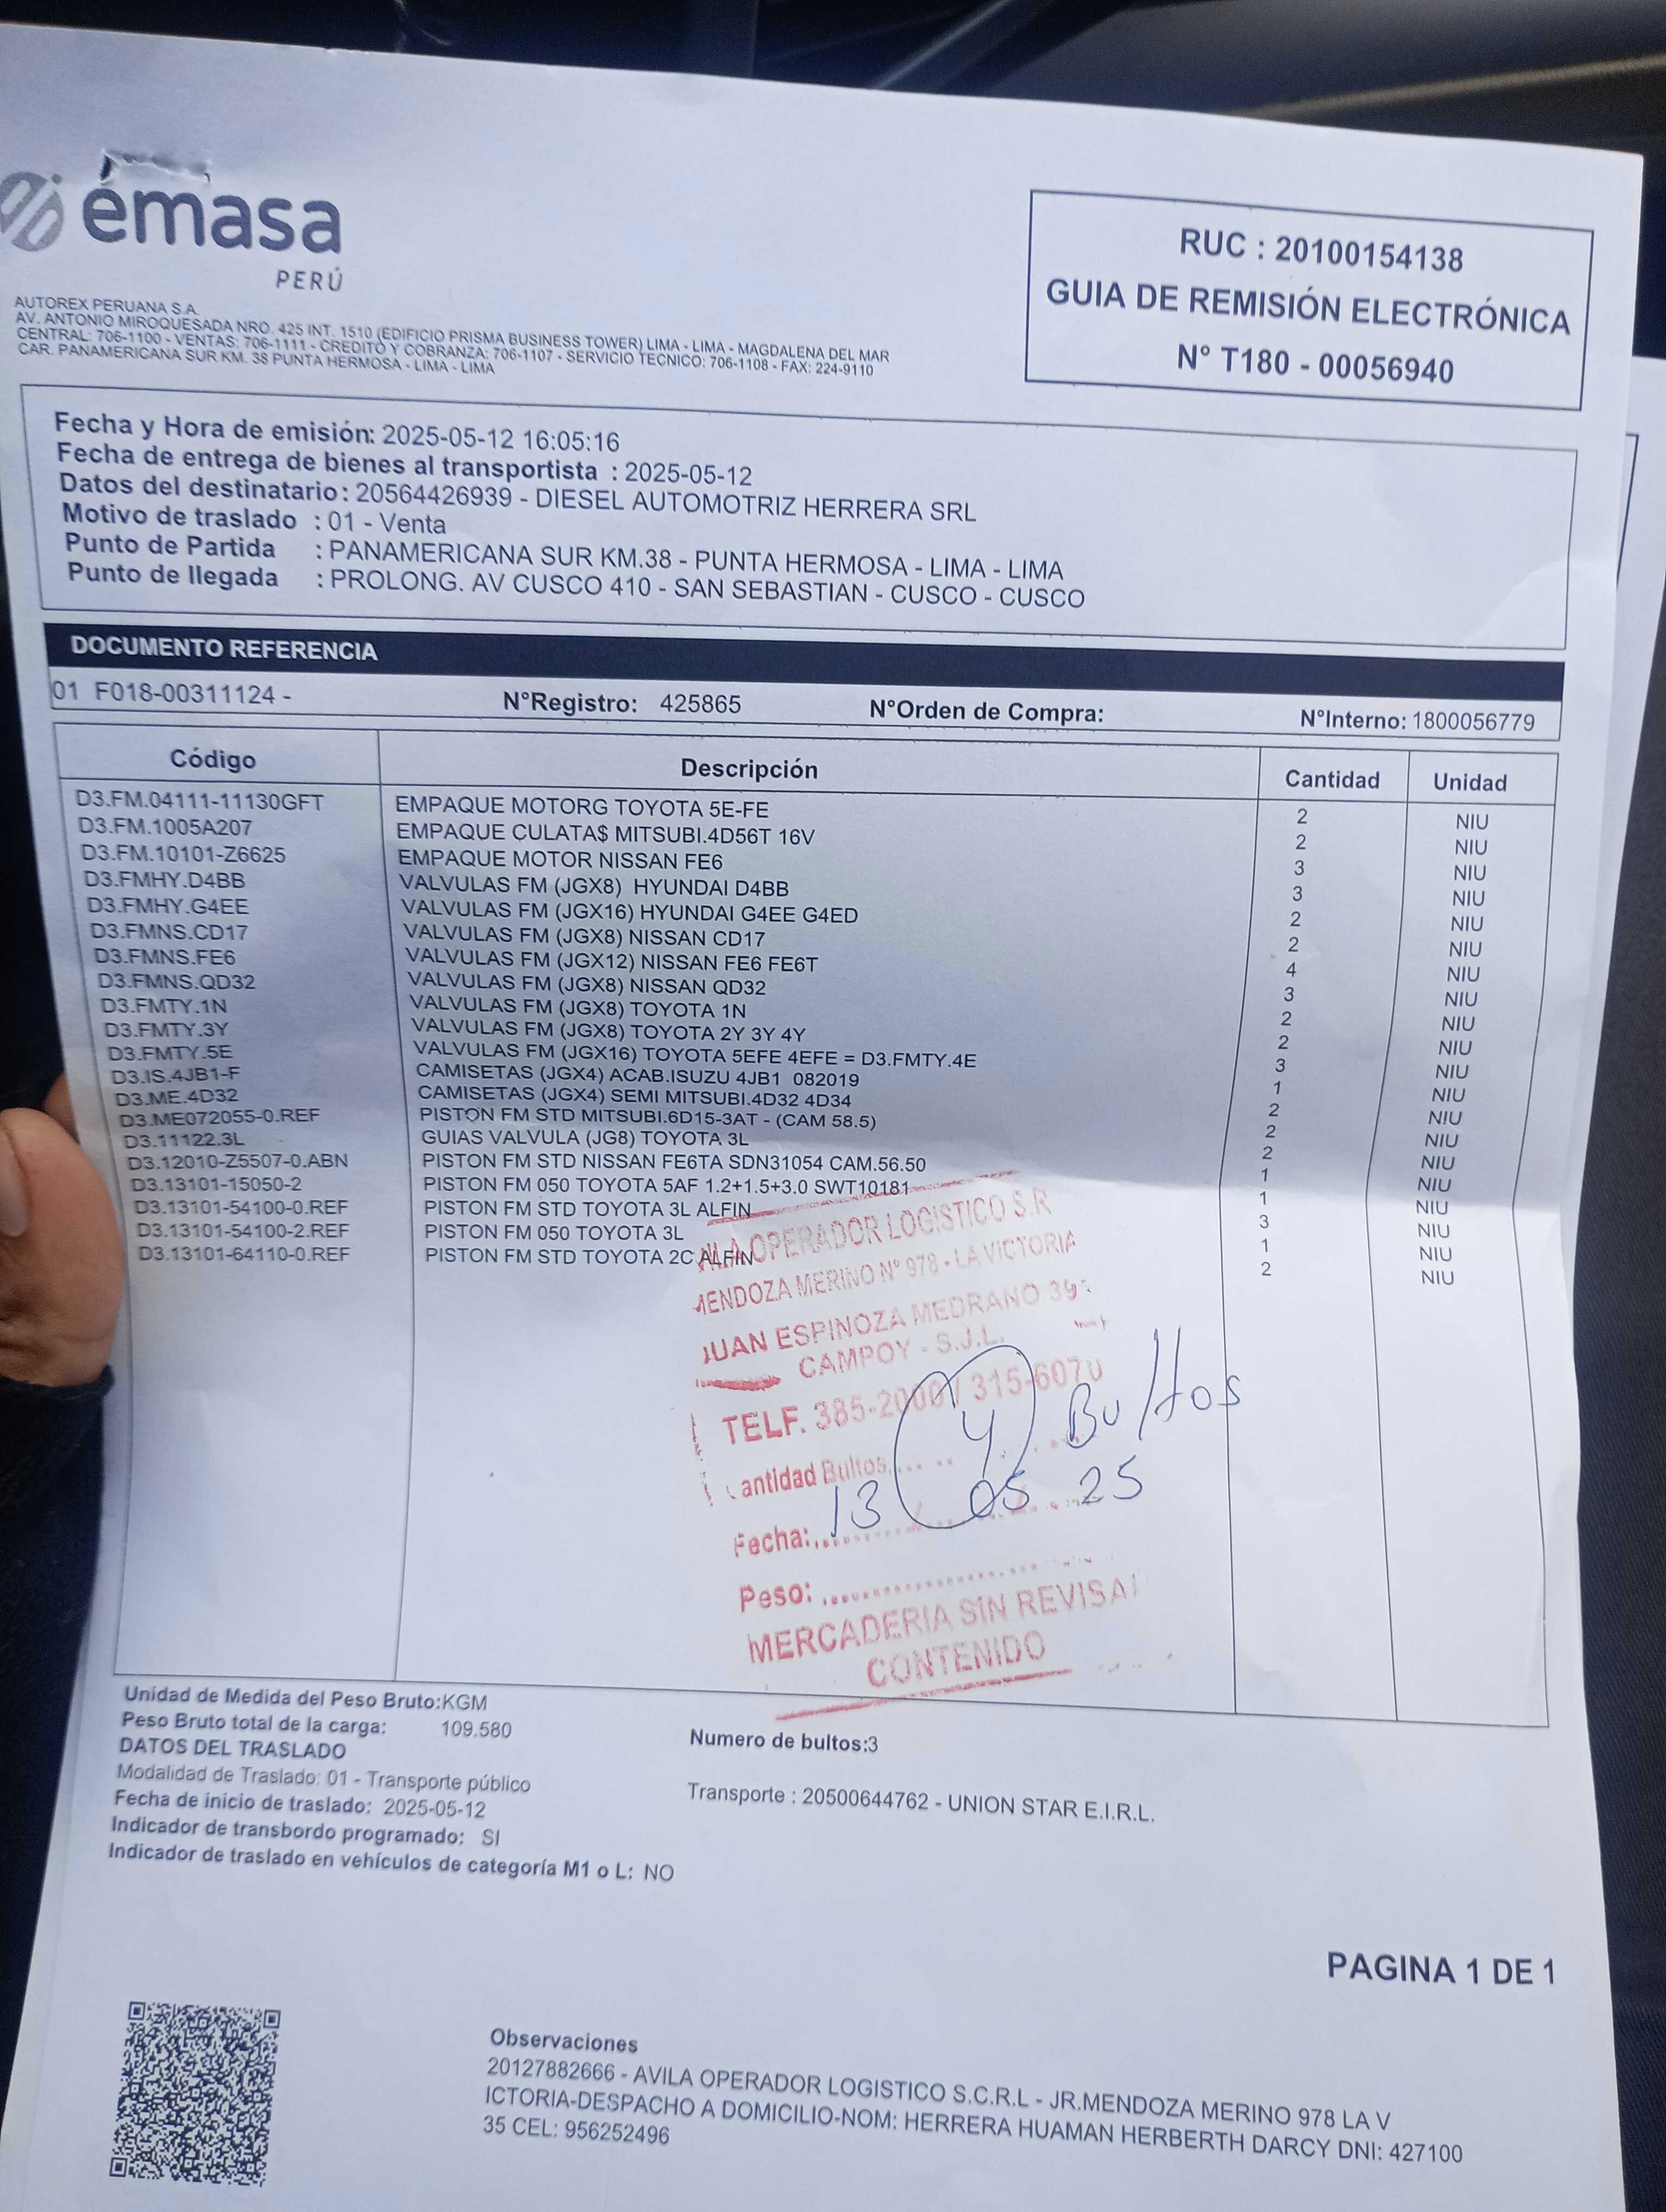 emasa
PERÚ
AUTOREX PERUANA S.A.
AV. ANTONIO MIROQUESADA NRO. 425 INT. 1510 (EDIFICIO PRISMA BUSINESS TOWER) LIMA - LIMA - MAGDALENA DEL MAR
CENTRAL: 706-1100 - VENTAS: 706-1111 - CREDITO Y COBRANZA: 706-1107 - SERVICIO TECNICO: 706-1108 - FAX: 224-9110
CAR. PANAMERICANA SUR KM. 38 PUNTA HERMOSA - LIMA - LIMA
RUC : 20100154138
GUIA DE REMISIÓN ELECTRÓNICA
N° T180 - 00056940
Fecha y Hora de emisión: 2025-05-12 16:05:16
Fecha de entrega de bienes al transportista : 2025-05-12
Datos del destinatario : 20564426939 - DIESEL AUTOMOTRIZ HERRERA SRL
Motivo de traslado : 01 - Venta
Punto de Partida : PANAMERICANA SUR KM.38 - PUNTA HERMOSA - LIMA - LIMA
Punto de llegada : PROLONG. AV CUSCO 410 - SAN SEBASTIAN - CUSCO - CUSCO
DOCUMENTO REFERENCIA
01 F018-00311124 - N°Registro: 425865 N°Orden de Compra: N°Interno: 1800056779
Código Descripción Cantidad Unidad
D3.FM.04111-11130GFT EMPAQUE MOTORG TOYOTA 5E-FE 2 NIU
D3.FM.1005A207 EMPAQUE CULATA$ MITSUBI.4D56T 16V 2 NIU
D3.FM.10101-Z6625 EMPAQUE MOTOR NISSAN FE6 3 NIU
D3.FMHY.D4BB VALVULAS FM (JGX8) HYUNDAI D4BB 3 NIU
D3.FMHY.G4EE VALVULAS FM (JGX16) HYUNDAI G4EE G4ED 2 NIU
D3.FMNS.CD17 VALVULAS FM (JGX8) NISSAN CD17 2 NIU
D3.FMNS.FE6 VALVULAS FM (JGX12) NISSAN FE6 FE6T 4 NIU
D3.FMNS.QD32 VALVULAS FM (JGX8) NISSAN QD32 3 NIU
D3.FMTY.1N VALVULAS FM (JGX8) TOYOTA 1N 2 NIU
D3.FMTY.3Y VALVULAS FM (JGX8) TOYOTA 2Y 3Y 4Y 2 NIU
D3.FMTY.5E VALVULAS FM (JGX16) TOYOTA 5EFE 4EFE = D3.FMTY.4E 3 NIU
D3.IS.4JB1-F CAMISETAS (JGX4) ACAB.ISUZU 4JB1 082019 1 NIU
D3.ME.4D32 CAMISETAS (JGX4) SEMI MITSUBI.4D32 4D34 2 NIU
D3.ME072055-0.REF PISTON FM STD MITSUBI.6D15-3AT - (CAM 58.5) 2 NIU
D3.11122.3L GUIAS VALVULA (JG8) TOYOTA 3L 2 NIU
D3.12010-Z5507-0.ABN PISTON FM STD NISSAN FE6TA SDN31054 CAM.56.50 1 NIU
D3.13101-15050-2 PISTON FM 050 TOYOTA 5AF 1.2+1.5+3.0 SWT10181 1 NIU
D3.13101-54100-0.REF PISTON FM STD TOYOTA 3L ALFIN 3 NIU
D3.13101-54100-2.REF PISTON FM 050 TOYOTA 3L 1 NIU
D3.13101-64110-0.REF PISTON FM STD TOYOTA 2C ALFIN 2 NIU
OPERADOR LOGISTICO S.R
MENDOZA MERINO N° 978 - LA VICTORIA
JUAN ESPINOZA MEDRANO
CAMPOY - S.J.L.
TELF. 385-2000 / 315-6070
antidad Bultos 4 Bultos
Fecha: 13 05 25
Peso:
MERCADERIA SIN REVISA
CONTENIDO
Unidad de Medida del Peso Bruto:KGM
Peso Bruto total de la carga: 109.580 Numero de bultos:3
DATOS DEL TRASLADO
Modalidad de Traslado: 01 - Transporte público Transporte : 20500644762 - UNION STAR E.I.R.L.
Fecha de inicio de traslado: 2025-05-12
Indicador de transbordo programado: SI
Indicador de traslado en vehículos de categoría M1 o L: NO
PAGINA 1 DE 1
Observaciones
20127882666 - AVILA OPERADOR LOGISTICO S.C.R.L - JR.MENDOZA MERINO 978 LA V
ICTORIA-DESPACHO A DOMICILIO-NOM: HERRERA HUAMAN HERBERTH DARCY DNI: 427100
35 CEL: 956252496